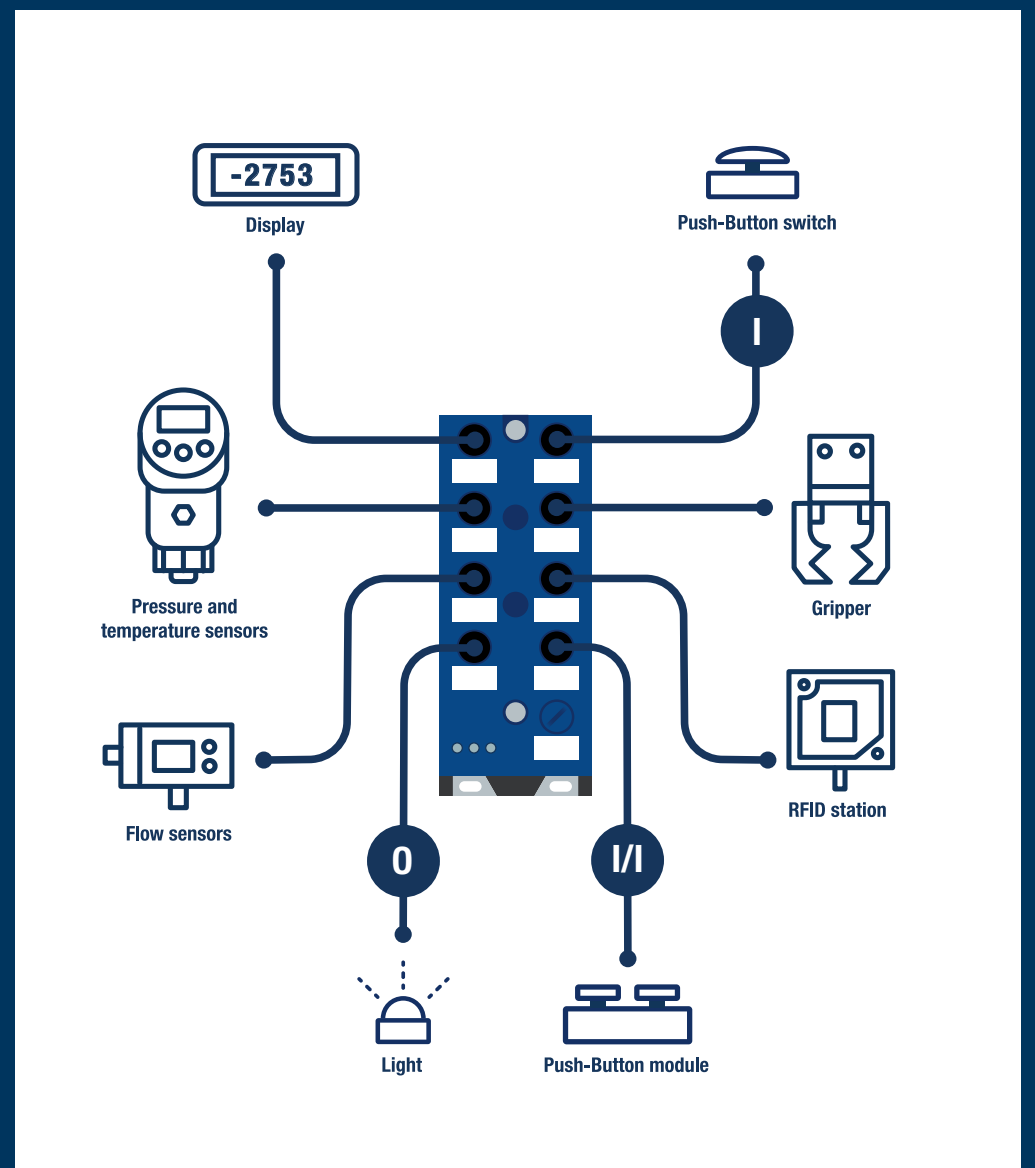 -2753
Display
Push-Button switch
I
Pressure and
temperature sensors
Gripper
Flow sensors
RFID station
0
I/I
Light
Push-Button module